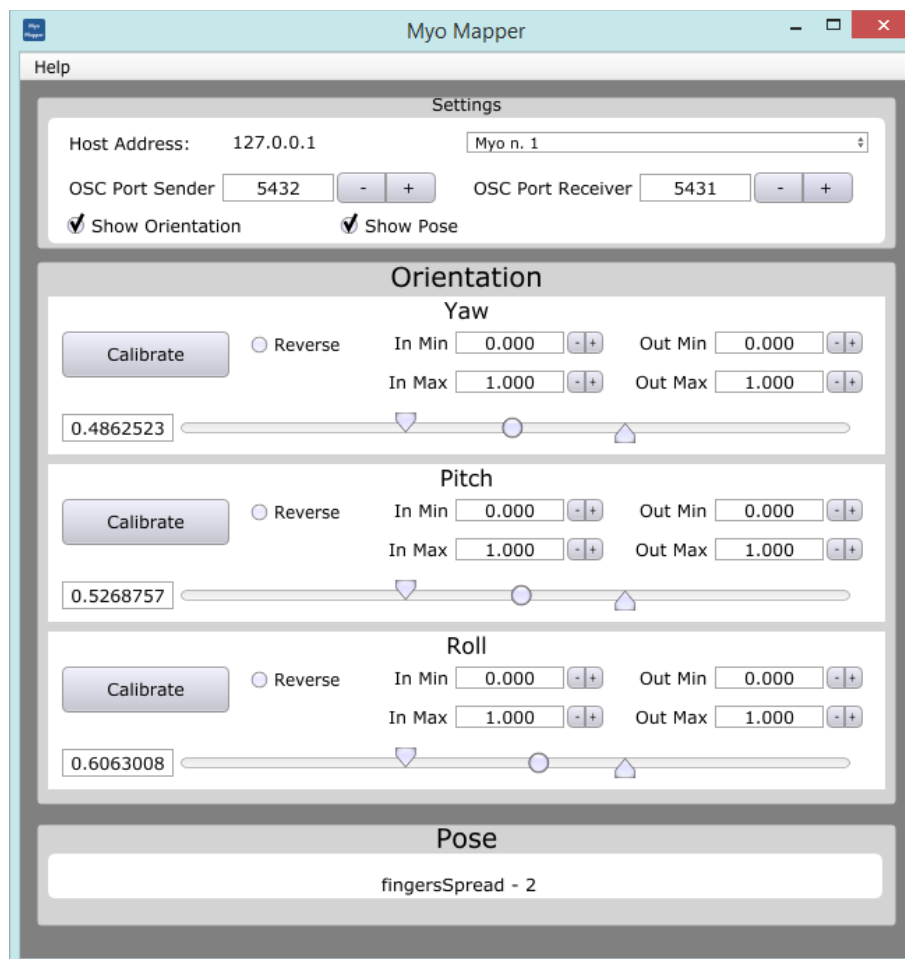 Myo Mapper
Myo Mapper
Help
Settings
Host Address: 127.0.0.1 Myo n. 1
OSC Port Sender 5432 - + OSC Port Receiver 5431 - +
Show Orientation Show Pose
Orientation
Yaw
Calibrate Reverse In Min 0.000 - + Out Min 0.000 - +
In Max 1.000 - + Out Max 1.000 - +
0.4862523
Pitch
Calibrate Reverse In Min 0.000 - + Out Min 0.000 - +
In Max 1.000 - + Out Max 1.000 - +
0.5268757
Roll
Calibrate Reverse In Min 0.000 - + Out Min 0.000 - +
In Max 1.000 - + Out Max 1.000 - +
0.6063008
Pose
fingersSpread - 2